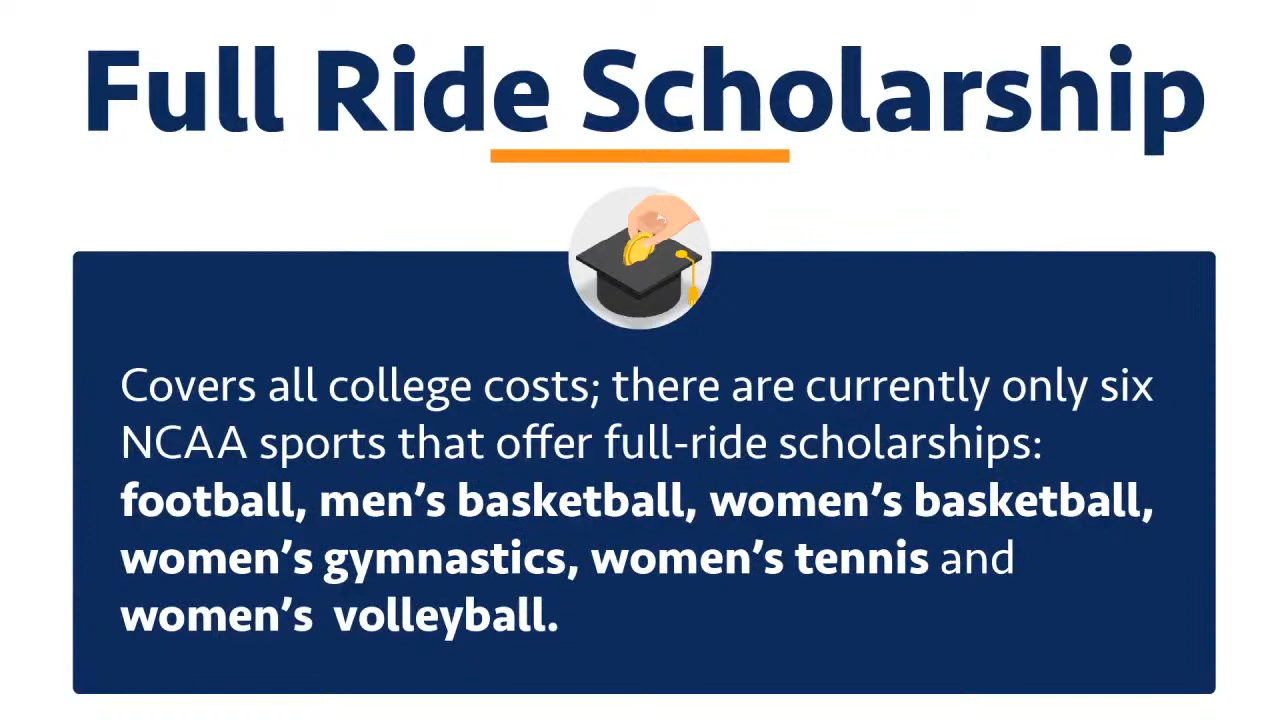 Full Ride Scholarship
Covers all college costs; there are currently only six
NCAA sports that offer full-ride scholarships:
football, men’s basketball, women’s basketball,
women’s gymnastics, women’s tennis and
women’s  volleyball.